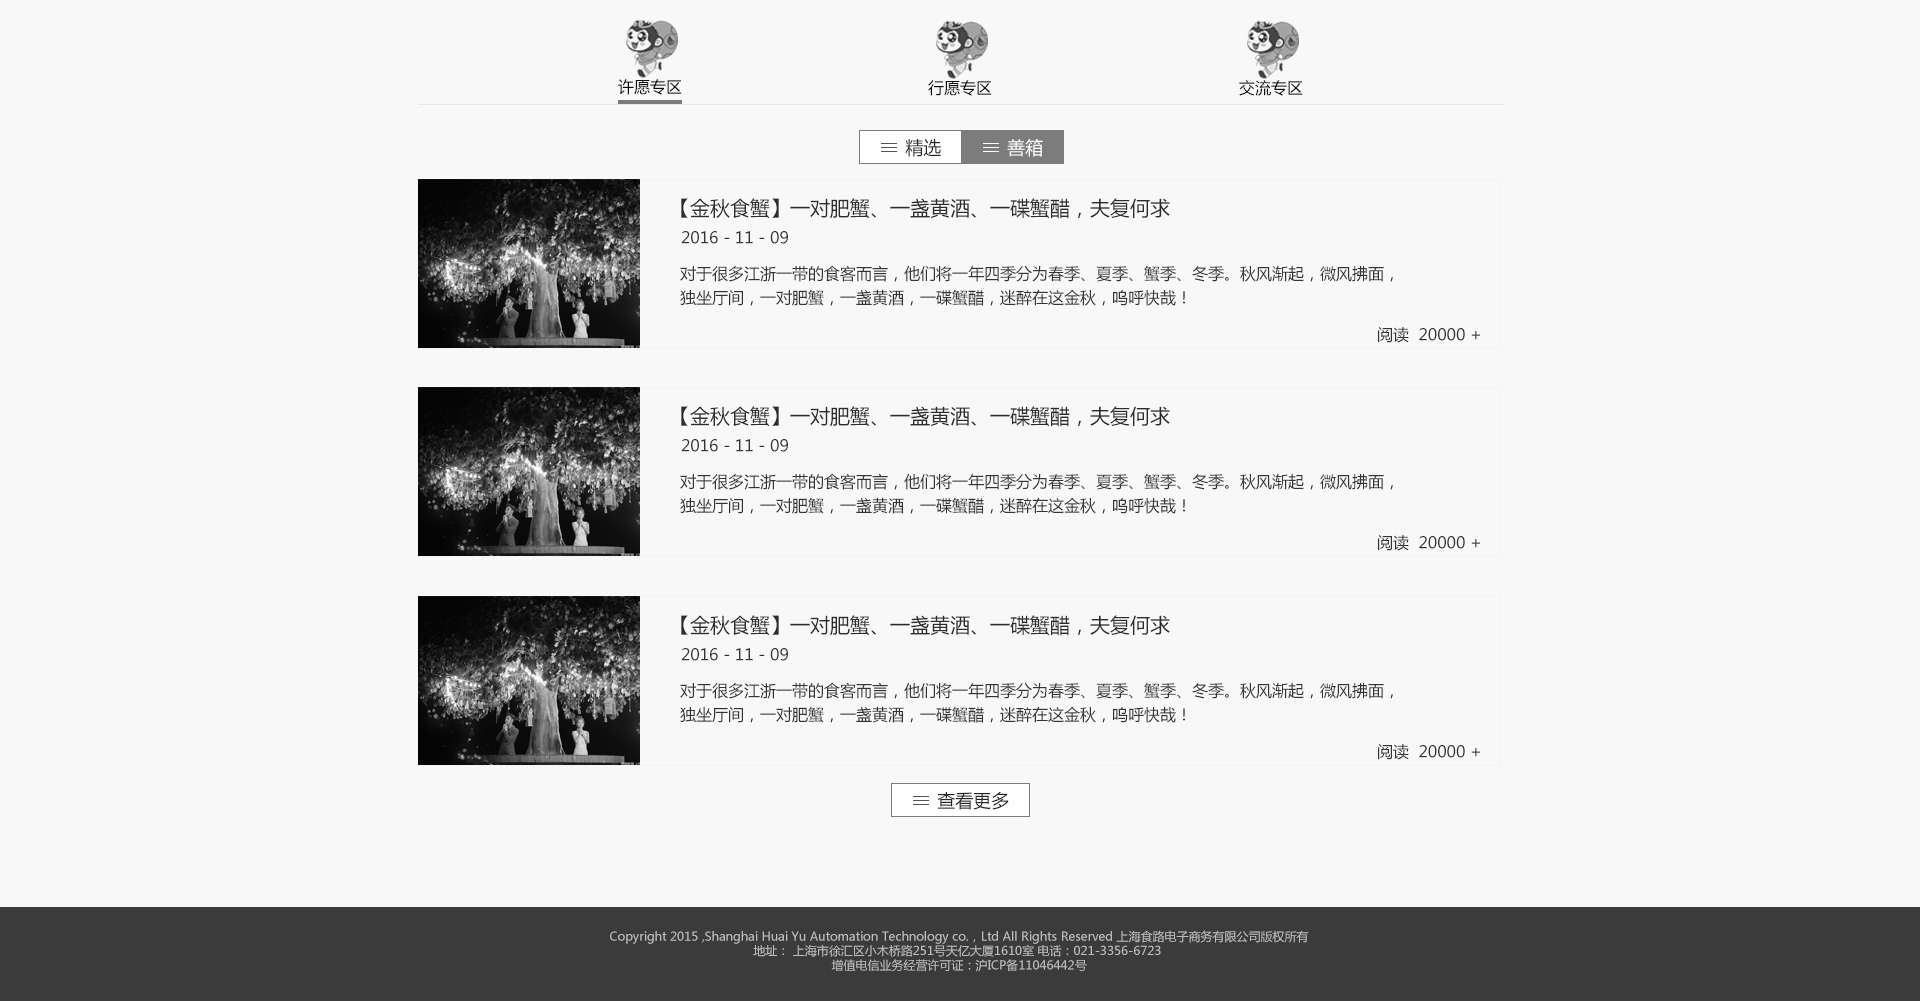 许愿专区 行愿专区 交流专区
精选 善箱
【金秋食蟹】一对肥蟹、一盏黄酒、一碟蟹醋，夫复何求
2016 - 11 - 09
对于很多江浙一带的食客而言，他们将一年四季分为春季、夏季、蟹季、冬季。秋风渐起，微风拂面，
独坐厅间，一对肥蟹，一盏黄酒，一碟蟹醋，迷醉在这金秋，呜呼快哉！
阅读 20000 +
【金秋食蟹】一对肥蟹、一盏黄酒、一碟蟹醋，夫复何求
2016 - 11 - 09
对于很多江浙一带的食客而言，他们将一年四季分为春季、夏季、蟹季、冬季。秋风渐起，微风拂面，
独坐厅间，一对肥蟹，一盏黄酒，一碟蟹醋，迷醉在这金秋，呜呼快哉！
阅读 20000 +
【金秋食蟹】一对肥蟹、一盏黄酒、一碟蟹醋，夫复何求
2016 - 11 - 09
对于很多江浙一带的食客而言，他们将一年四季分为春季、夏季、蟹季、冬季。秋风渐起，微风拂面，
独坐厅间，一对肥蟹，一盏黄酒，一碟蟹醋，迷醉在这金秋，呜呼快哉！
阅读 20000 +
查看更多
Copyright 2015 ,Shanghai Huai Yu Automation Technology co. , Ltd All Rights Reserved 上海食路电子商务有限公司版权所有
地址： 上海市徐汇区小木桥路251号天亿大厦1610室 电话：021-3356-6723
增值电信业务经营许可证：沪ICP备11046442号